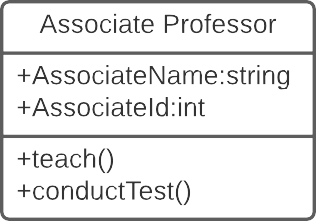 Associate Professor
+AssociateName:string
+AssociateId:int
+teach()
+conductTest()